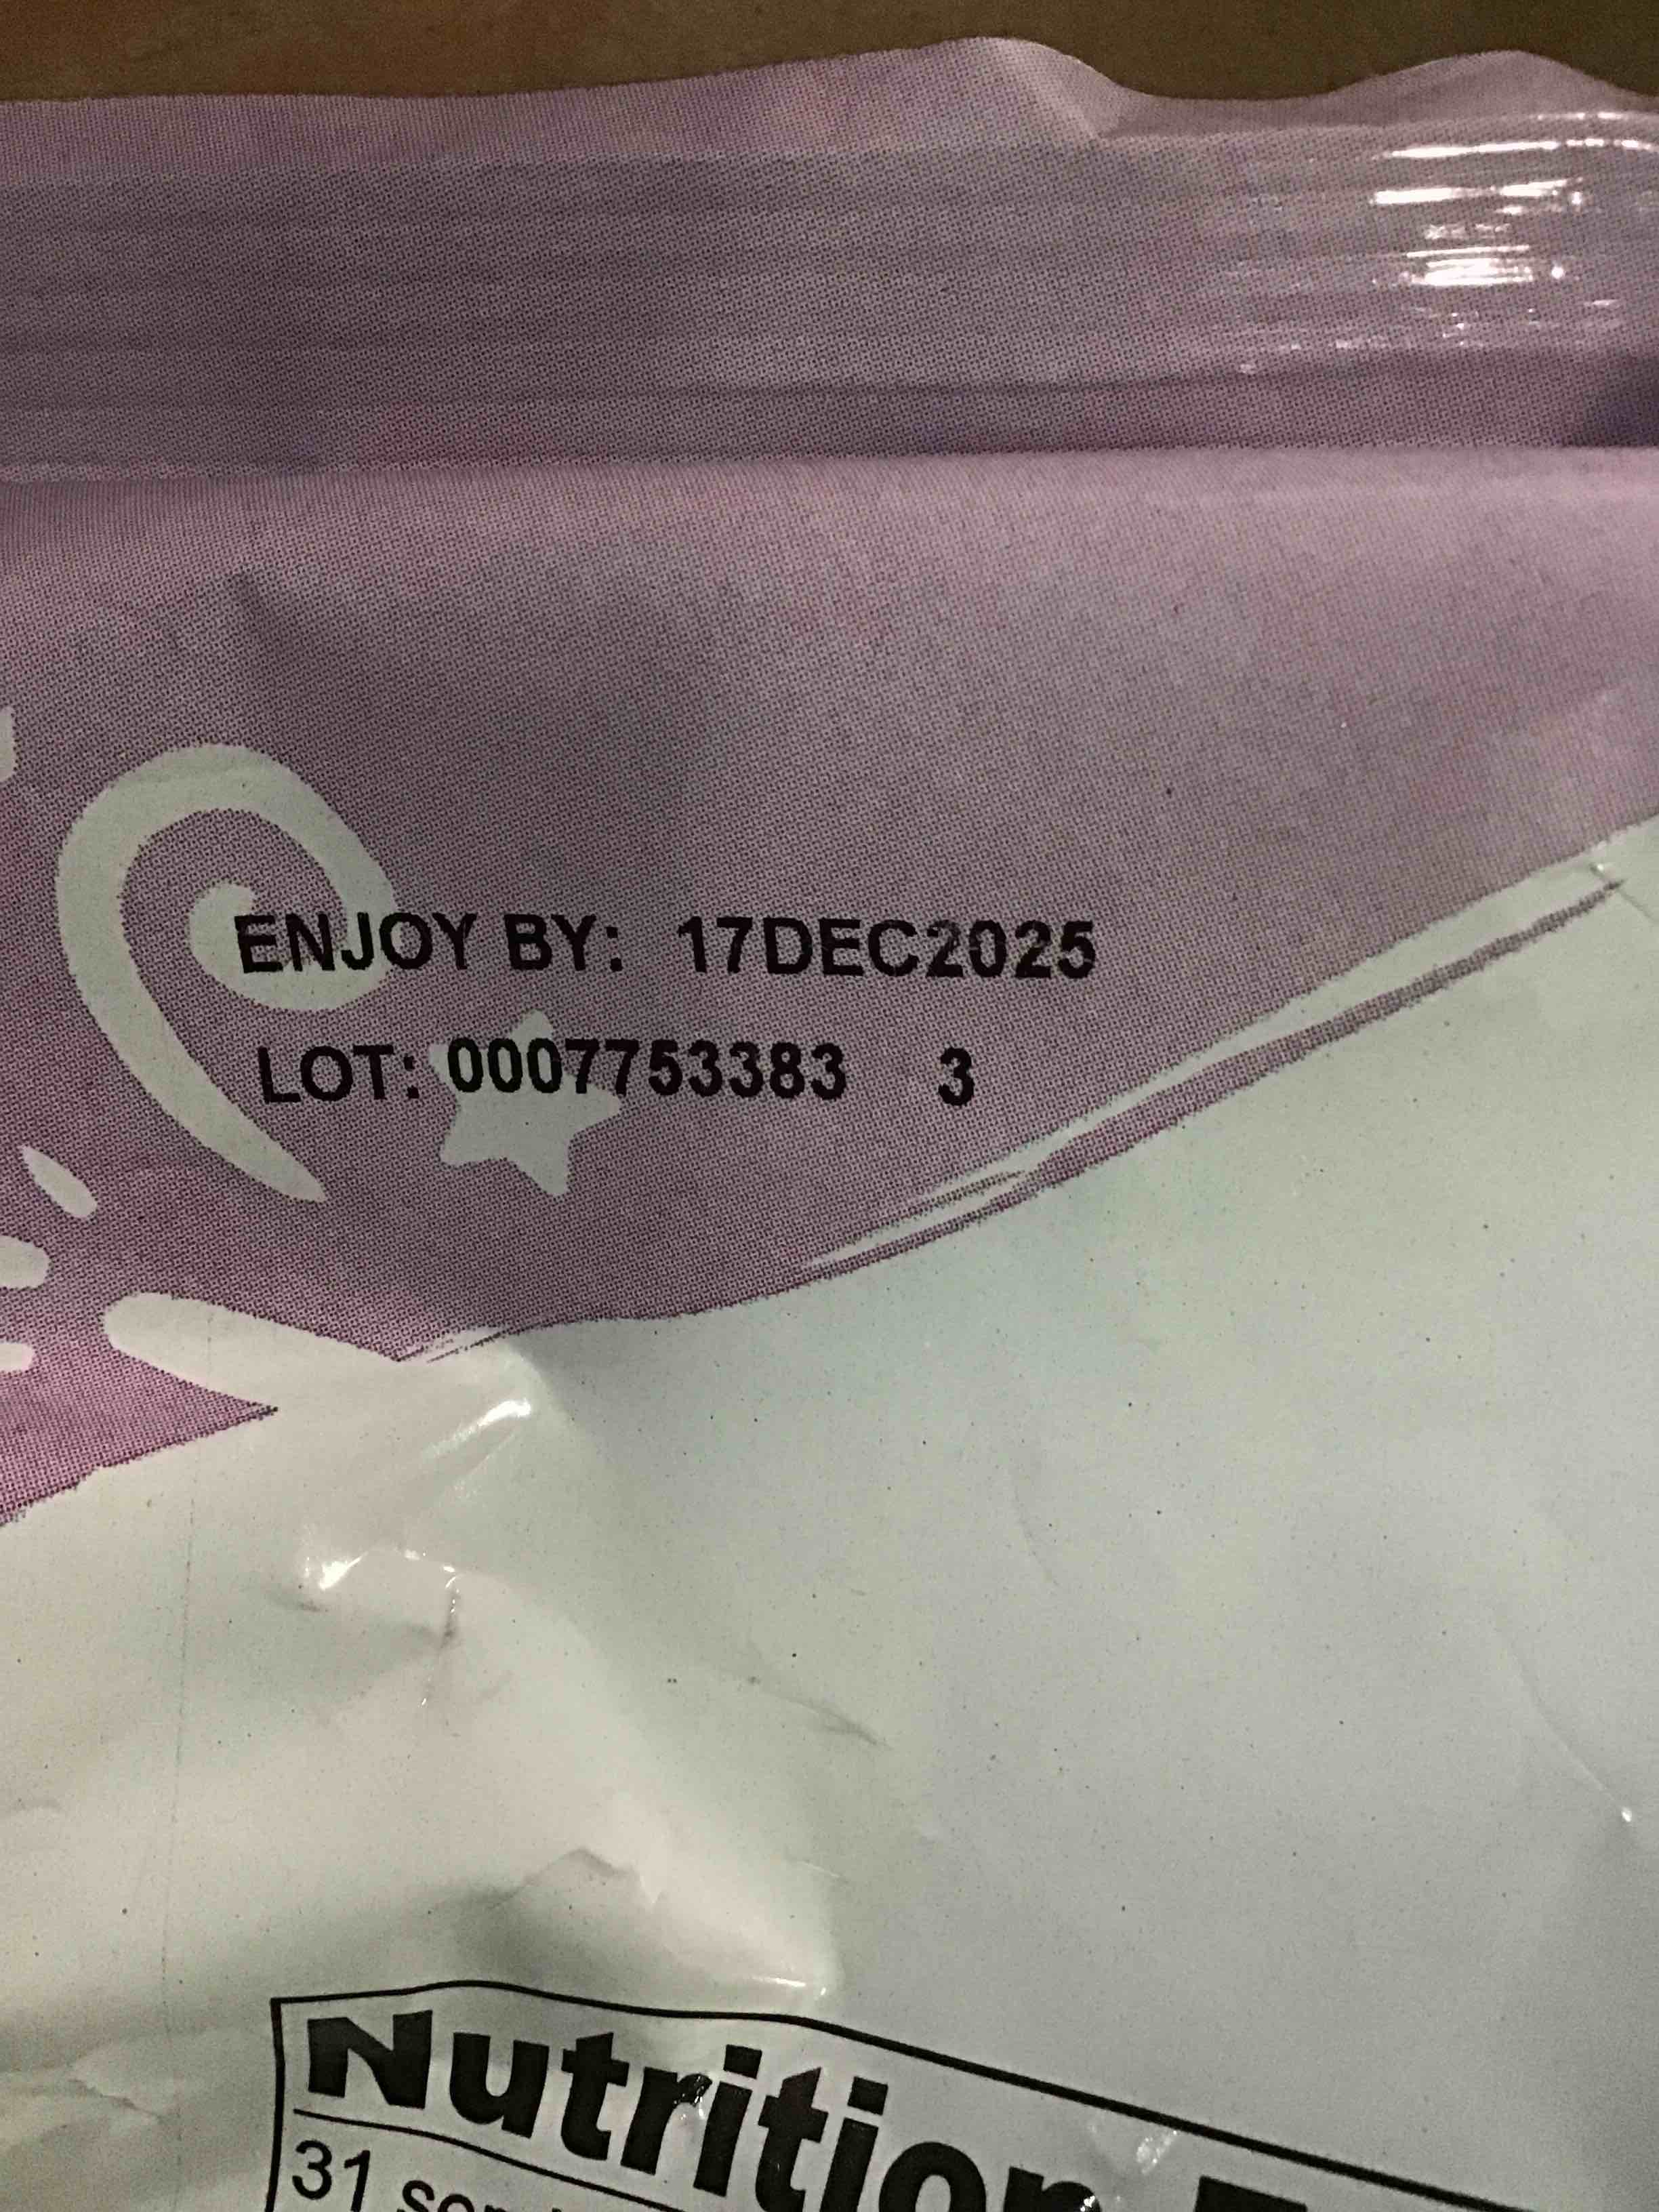 ENJOY BY: 17DEC2025
LOT: 0007753383 3
Nutrition
31